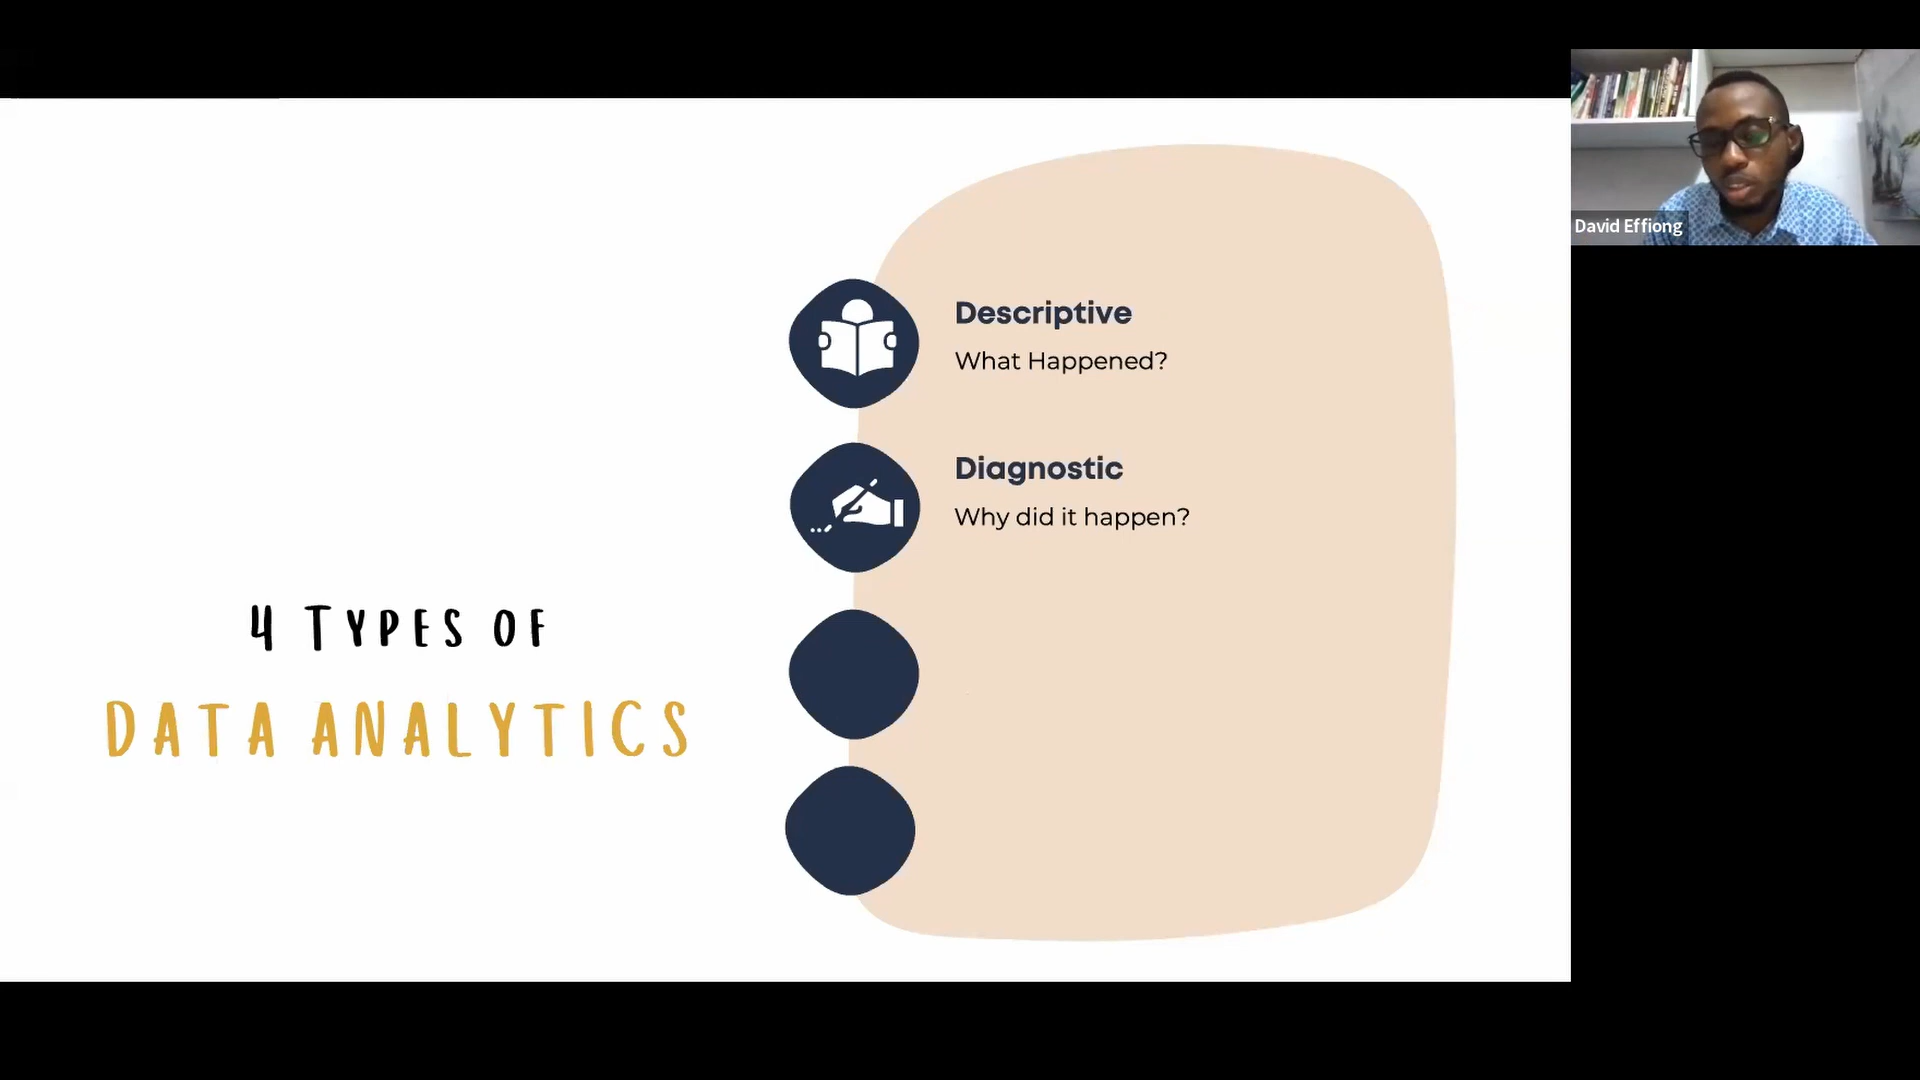 4 TYPES OF
DATA ANALYTICS
Descriptive
What Happened?
Diagnostic
Why did it happen?
David Effiong